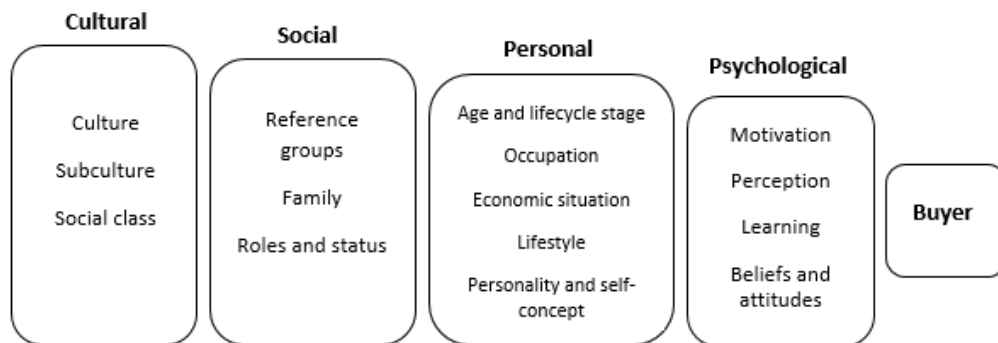 Cultural
Culture
Subculture
Social class
Social
Reference
groups
Family
Roles and status
Personal
Age and lifecycle stage
Occupation
Economic situation
Lifestyle
Personality and self-
concept
Psychological
Motivation
Perception
Learning
Beliefs and
attitudes
Buyer